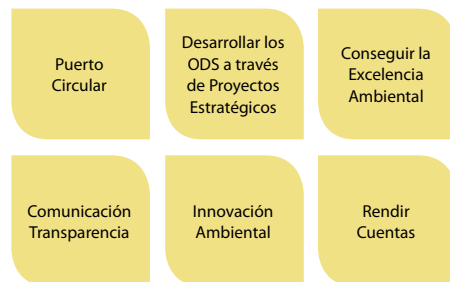 Puerto
Circular
Desarrollar los
ODS a través
de Proyectos
Estratégicos
Conseguir la
Excelencia
Ambiental
Comunicación
Transparencia
Innovación
Ambiental
Rendir
Cuentas